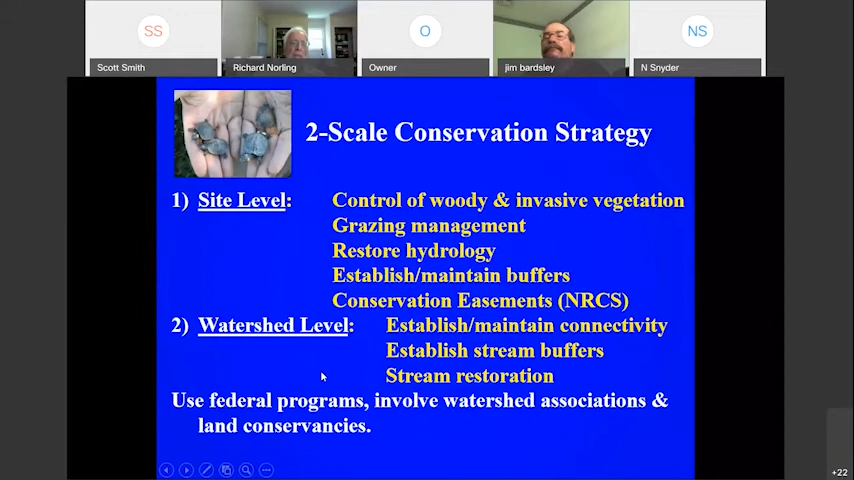 SS
O
NS
Scott Smith
Richard Norling
Owner
jim bardsley
N Snyder
2-Scale Conservation Strategy
1) Site Level: Control of woody & invasive vegetation
Grazing management
Restore hydrology
Establish/maintain buffers
Conservation Easements (NRCS)
2) Watershed Level: Establish/maintain connectivity
Establish stream buffers
Stream restoration
Use federal programs, involve watershed associations &
land conservancies.
+22